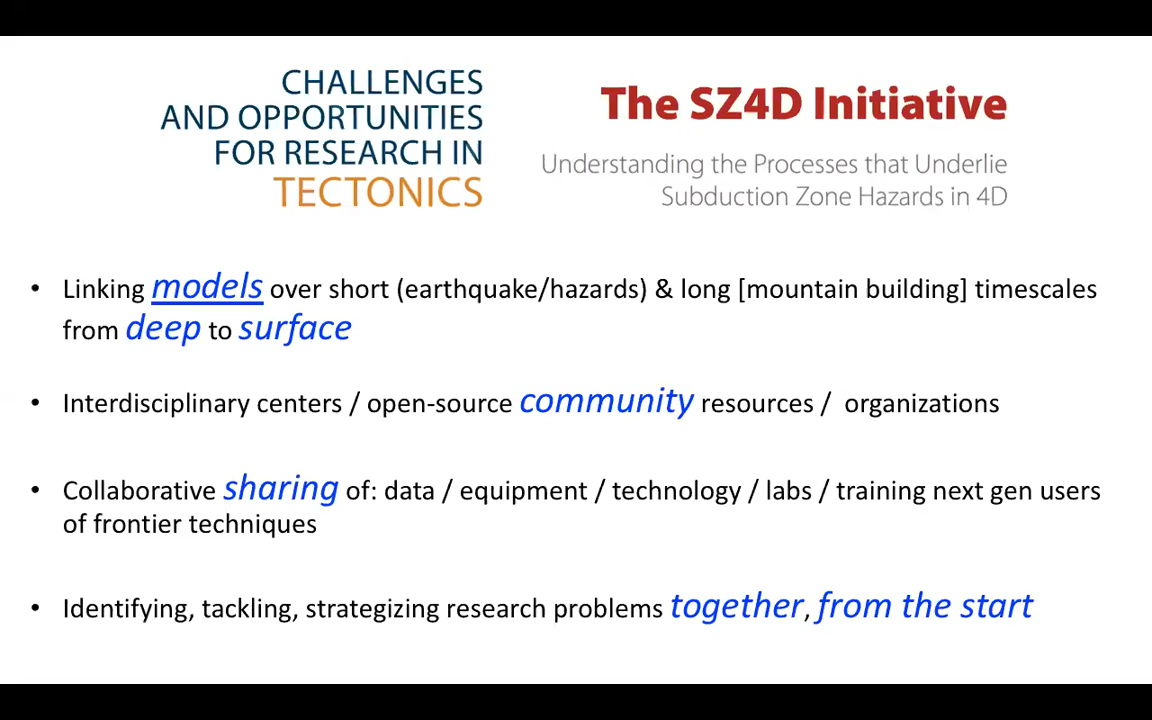 CHALLENGES
AND OPPORTUNITIES
FOR RESEARCH IN
TECTONICS
The SZ4D Initiative
Understanding the Processes that Underlie
Subduction Zone Hazards in 4D
• Linking models over short (earthquake/hazards) & long [mountain building] timescales
from deep to surface
• Interdisciplinary centers / open-source community resources / organizations
• Collaborative sharing of: data / equipment / technology / labs / training next gen users
of frontier techniques
• Identifying, tackling, strategizing research problems together, from the start